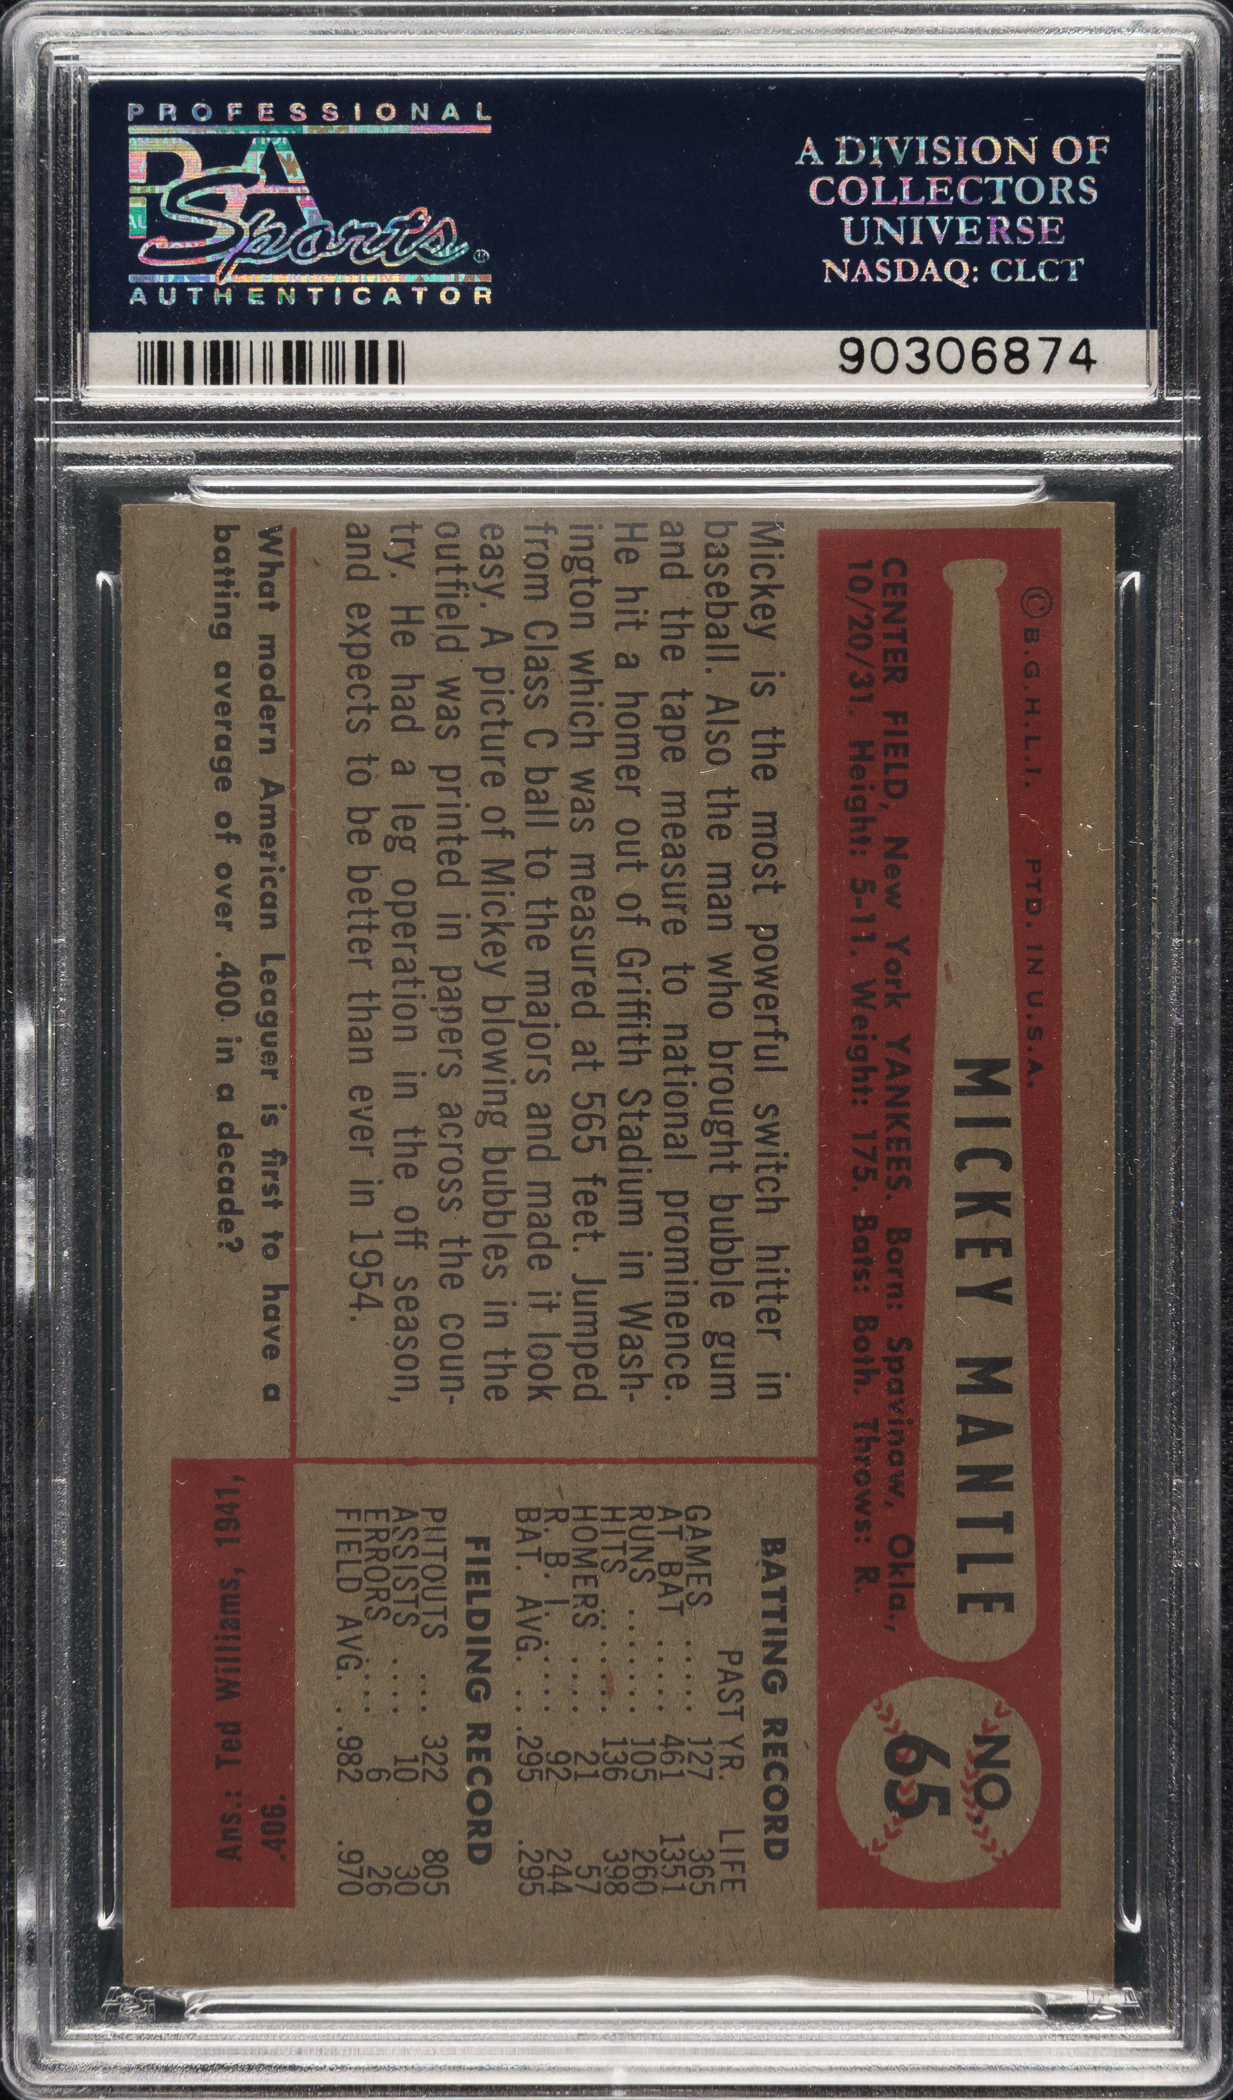 PROFESSIONAL
PSA
Sports
AUTHENTICATOR
A DIVISION OF
COLLECTORS
UNIVERSE
NASDAQ: CLCT
90306874
© B.G.H.L.I. PTD. IN U.S.A.
MICKEY MANTLE
NO.
65
CENTER FIELD, New York YANKEES. Born: Spavinaw, Okla.,
10/20/31. Height: 5-11. Weight: 175. Bats: Both. Throws: R.
Mickey is the most powerful switch hitter in
baseball. Also the man who brought bubble gum
and the tape measure to national prominence.
He hit a homer out of Griffith Stadium in Wash-
ington which was measured at 565 feet. Jumped
from Class C ball to the majors and made it look
easy. A picture of Mickey blowing bubbles in the
outfield was printed in papers across the coun-
try. He had a leg operation in the off season,
and expects to be better than ever in 1954.
BATTING RECORD
PAST YR. LIFE
GAMES ..... 127 365
AT BAT ..... 461 1351
RUNS ...... 105 260
HITS ...... 136 398
HOMERS .... 21 57
R. B. I. .... 92 244
BAT. AVG. .. .295 .295
FIELDING RECORD
PUTOUTS ... 322 805
ASSISTS .... 10 30
ERRORS .... 6 26
FIELD AVG. . .982 .970
What modern American Leaguer is first to have a
batting average of over .400 in a decade?
Ans.: Ted Williams, 1941,
.406.